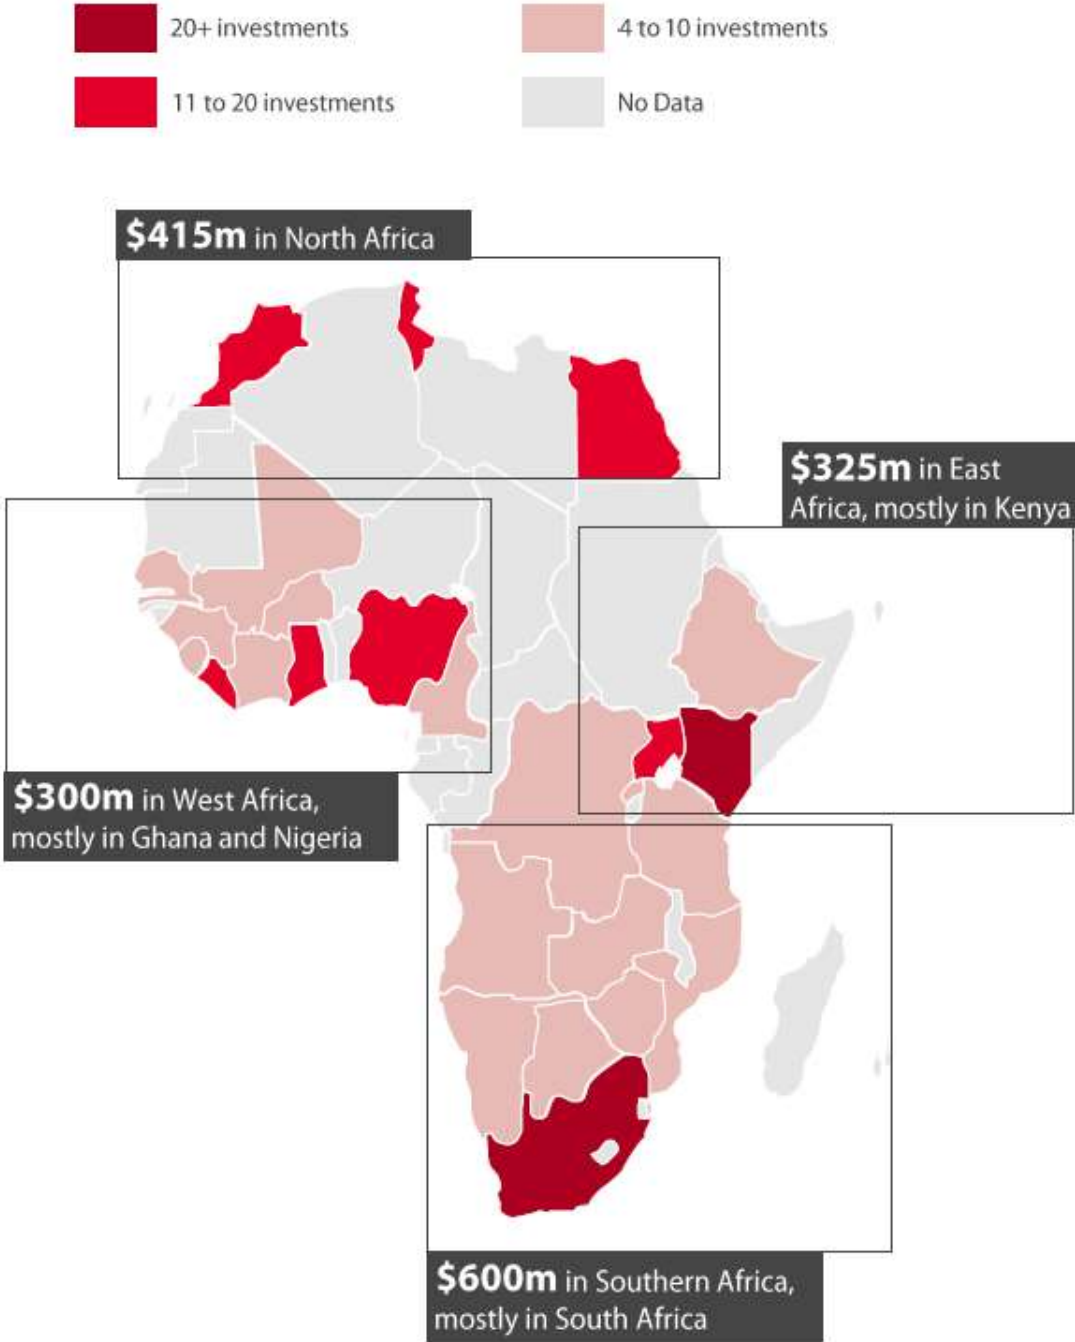 20+ investments
4 to 10 investments
11 to 20 investments
No Data
$415m in North Africa
$325m in East
Africa, mostly in Kenya
$300m in West Africa,
mostly in Ghana and Nigeria
$600m in Southern Africa,
mostly in South Africa